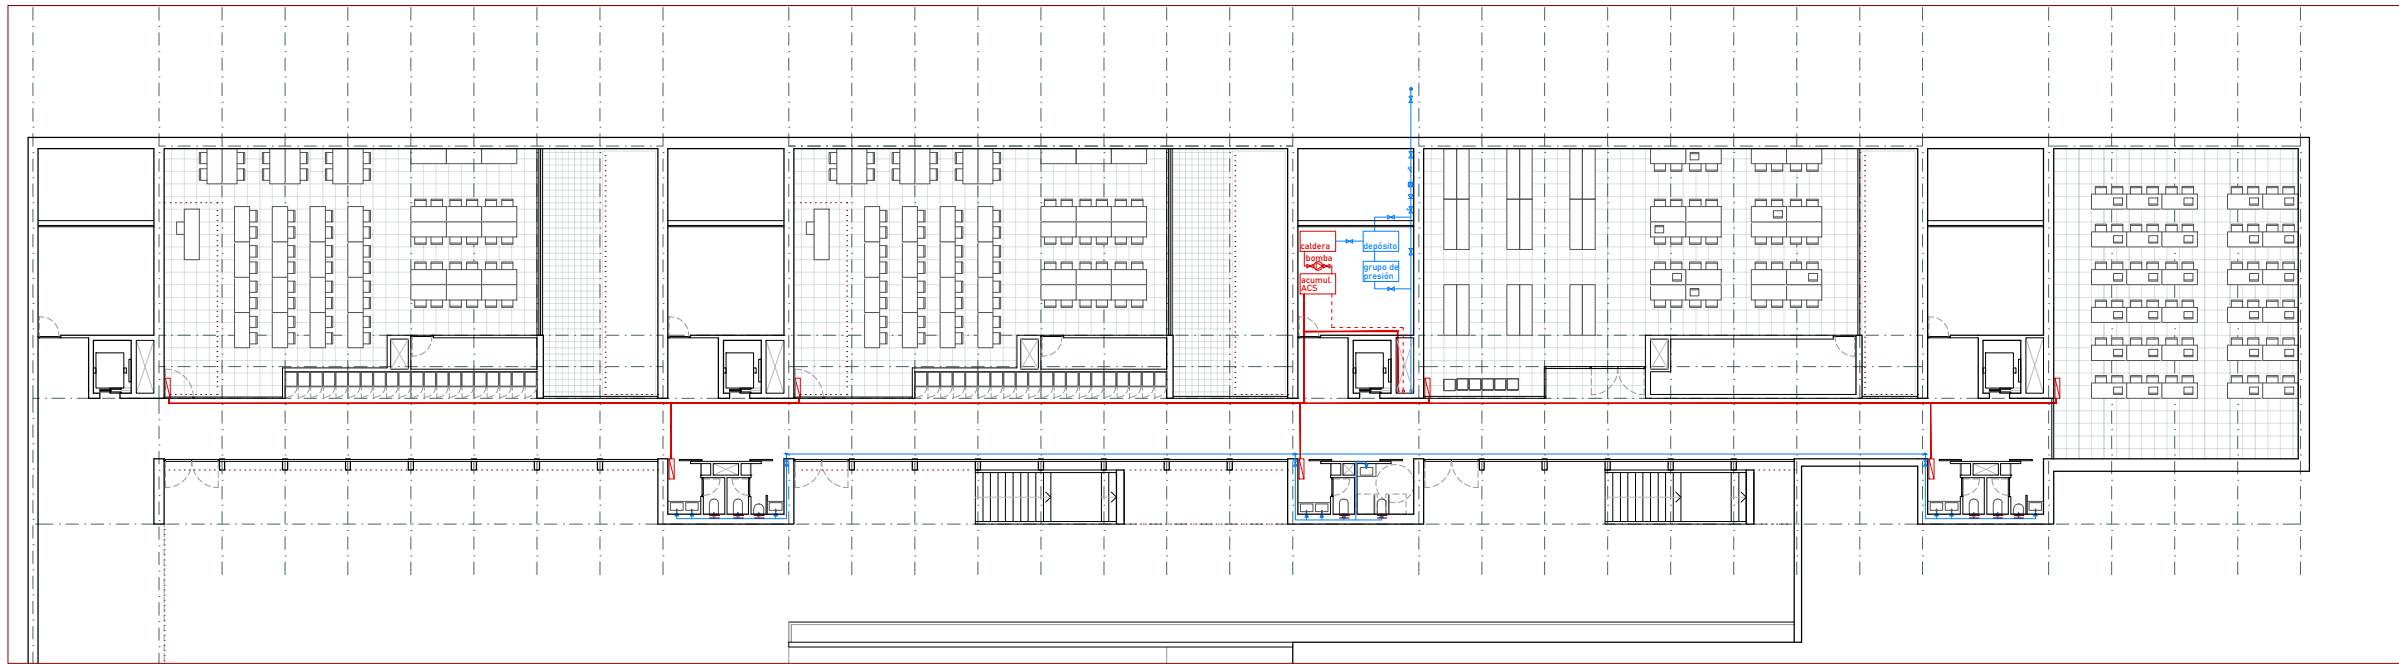 caldera
depósito
bomba
grupo de
presión
acumul.
ACS